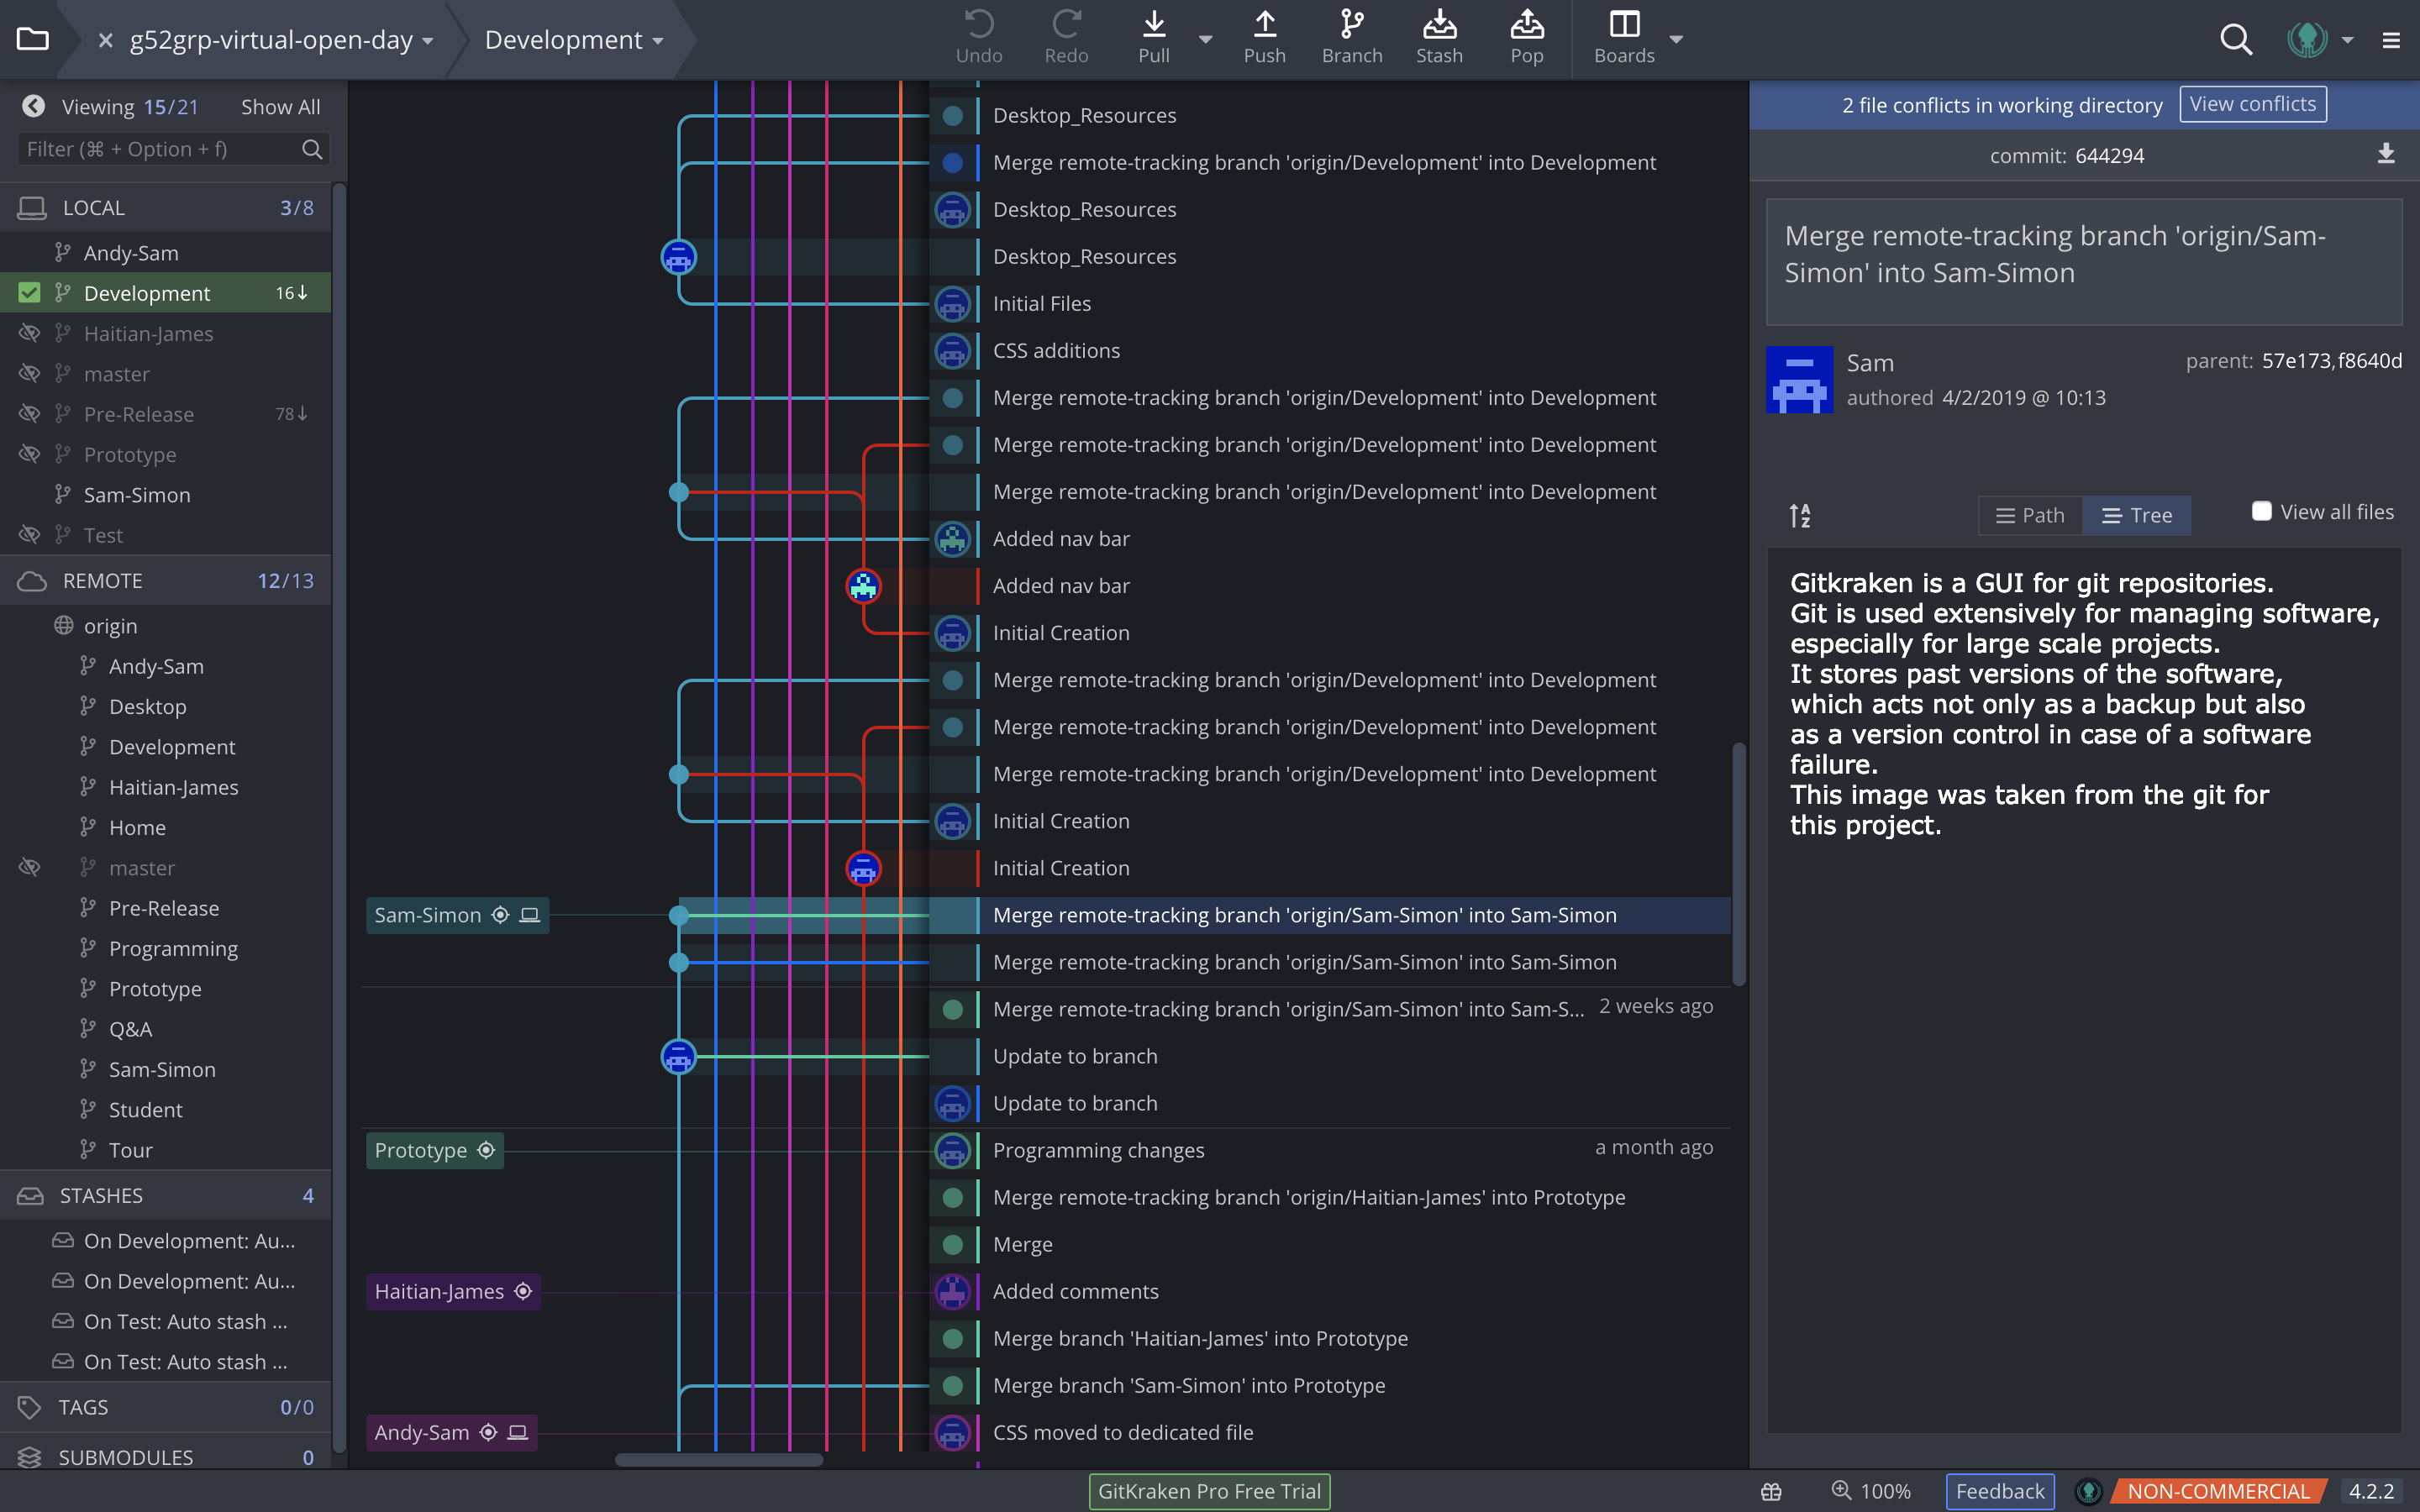 g52grp-virtual-open-day
Development
Undo
Redo
Pull
Push
Branch
Stash
Pop
Boards
Viewing 15/21 Show All
Filter (⌘ + Option + f)
LOCAL 3/8
Andy-Sam
Development 16↓
Haitian-James
master
Pre-Release 78↓
Prototype
Sam-Simon
Test
REMOTE 12/13
origin
Andy-Sam
Desktop
Development
Haitian-James
Home
master
Pre-Release
Programming
Prototype
Q&A
Sam-Simon
Student
Tour
STASHES 4
On Development: Au...
On Development: Au...
On Test: Auto stash ...
On Test: Auto stash ...
TAGS 0/0
SUBMODULES 0
Desktop_Resources
Merge remote-tracking branch 'origin/Development' into Development
Desktop_Resources
Desktop_Resources
Initial Files
CSS additions
Merge remote-tracking branch 'origin/Development' into Development
Merge remote-tracking branch 'origin/Development' into Development
Merge remote-tracking branch 'origin/Development' into Development
Added nav bar
Added nav bar
Initial Creation
Merge remote-tracking branch 'origin/Development' into Development
Merge remote-tracking branch 'origin/Development' into Development
Merge remote-tracking branch 'origin/Development' into Development
Initial Creation
Initial Creation
Sam-Simon Merge remote-tracking branch 'origin/Sam-Simon' into Sam-Simon
Merge remote-tracking branch 'origin/Sam-Simon' into Sam-Simon
Merge remote-tracking branch 'origin/Sam-Simon' into Sam-S... 2 weeks ago
Update to branch
Update to branch
Prototype Programming changes a month ago
Merge remote-tracking branch 'origin/Haitian-James' into Prototype
Merge
Haitian-James Added comments
Merge branch 'Haitian-James' into Prototype
Merge branch 'Sam-Simon' into Prototype
Andy-Sam CSS moved to dedicated file
2 file conflicts in working directory View conflicts
commit: 644294
Merge remote-tracking branch 'origin/Sam-
Simon' into Sam-Simon
Sam parent: 57e173,f8640d
authored 4/2/2019 @ 10:13
A
Z
Path Tree View all files
Gitkraken is a GUI for git repositories.
Git is used extensively for managing software,
especially for large scale projects.
It stores past versions of the software,
which acts not only as a backup but also
as a version control in case of a software
failure.
This image was taken from the git for
this project.
GitKraken Pro Free Trial
100%
Feedback
NON-COMMERCIAL
4.2.2